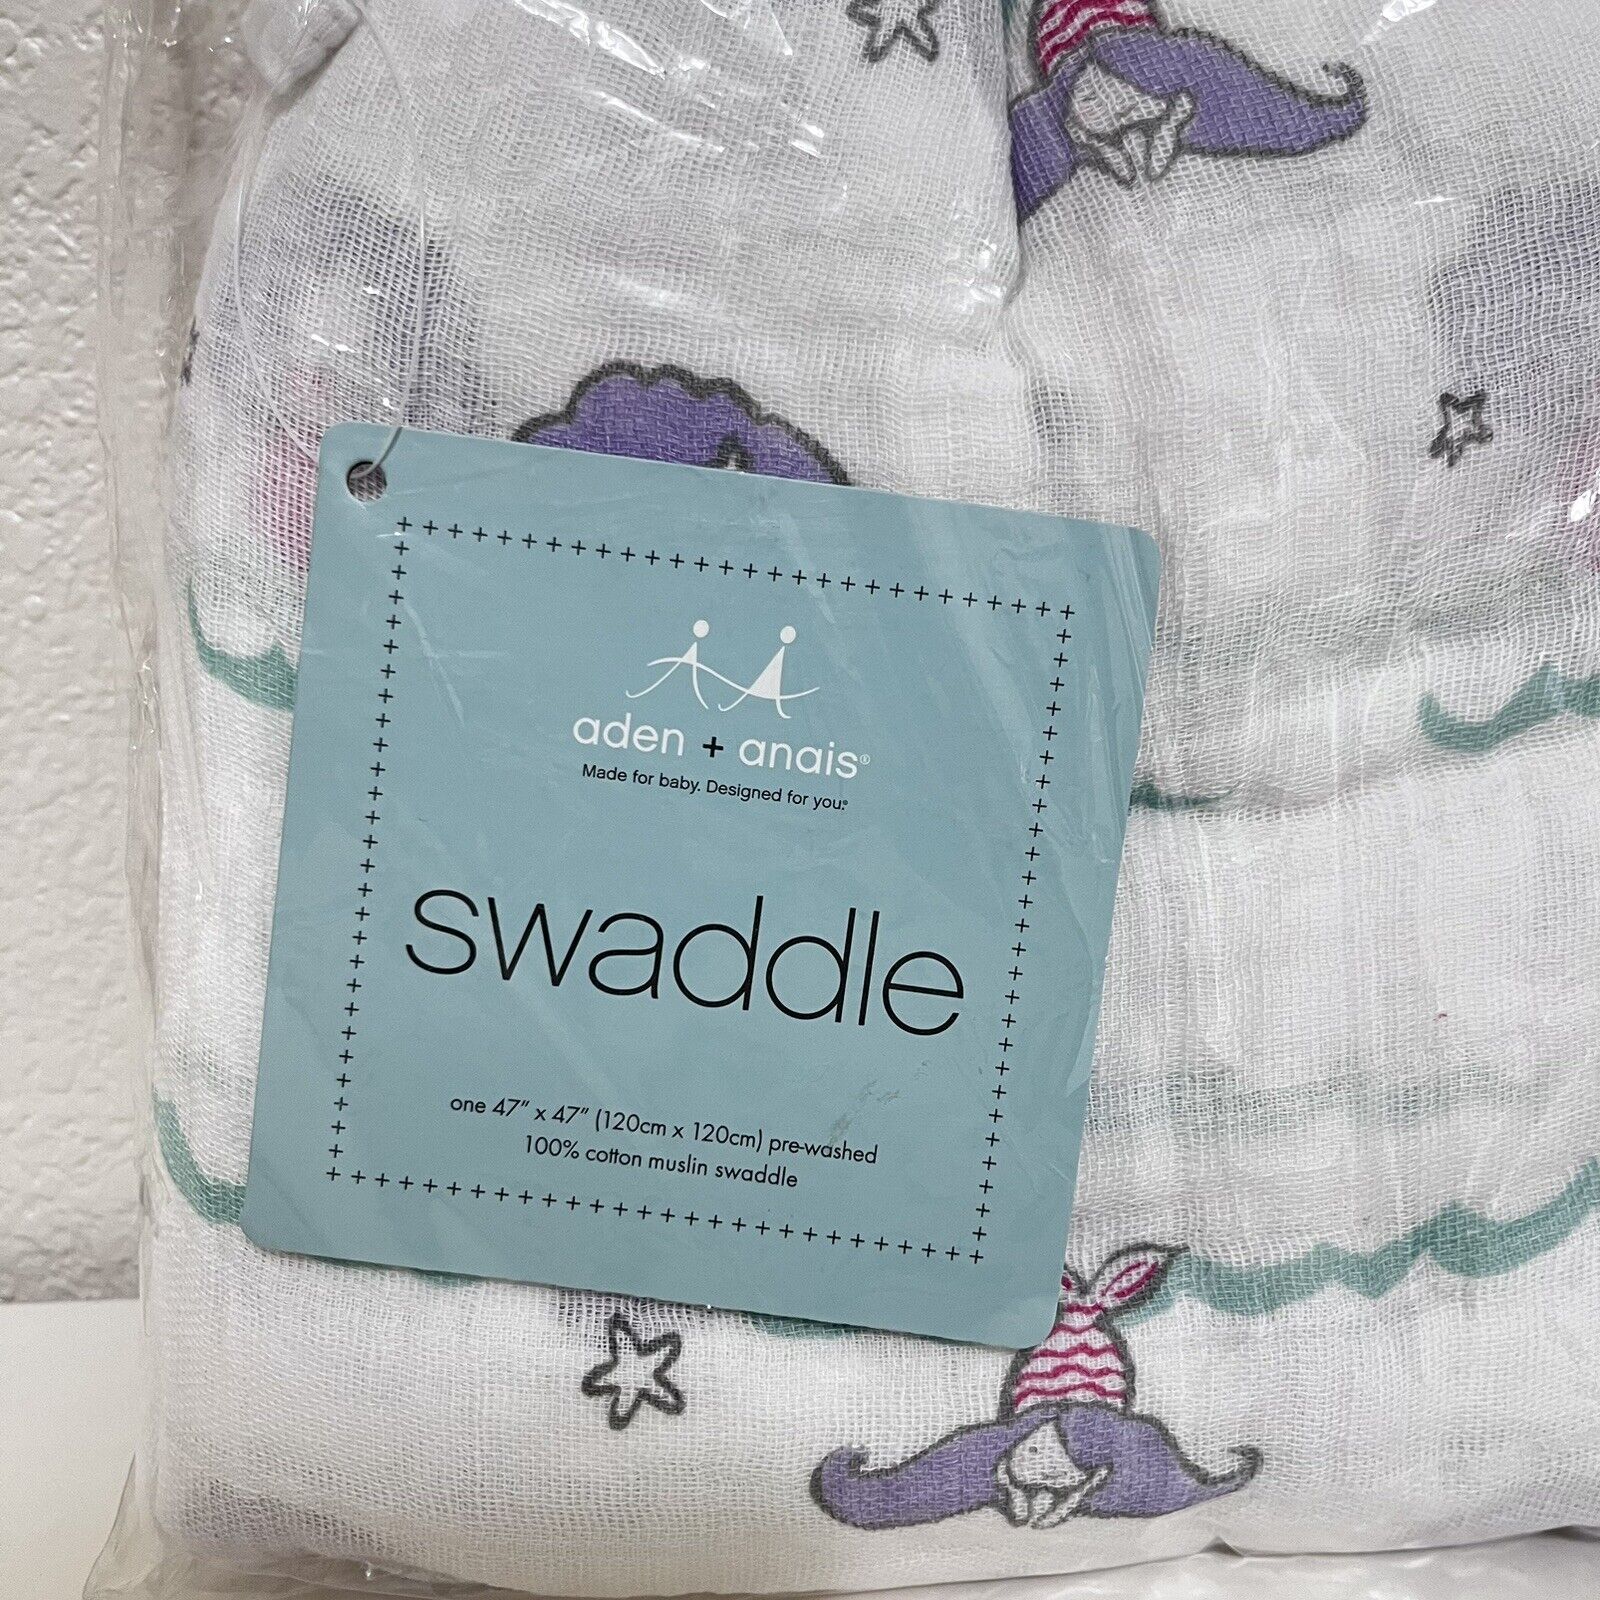 aden + anais®
Made for baby. Designed for you.®
swaddle
one 47" x 47" (120cm x 120cm) pre-washed
100% cotton muslin swaddle